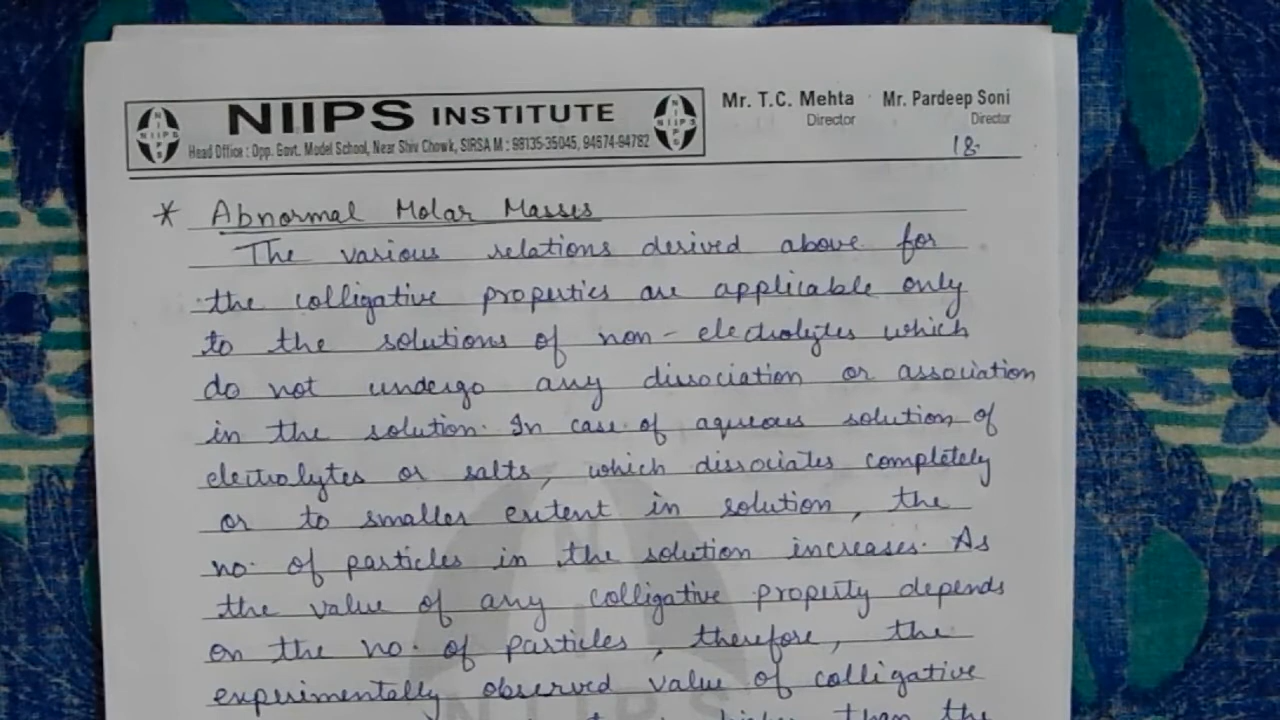 NIIPS INSTITUTE
Head Office : Opp. Govt. Model School, Near Shiv Chowk, SIRSA M : 98135-35045, 94674-94782
Mr. T.C. Mehta Mr. Pardeep Soni
Director Director
18.
* Abnormal Molar Masses
The various relations derived above for
the colligative properties are applicable only
to the solutions of non-electrolytes which
do not undergo any dissociation or association
in the solution. In case of aqueous solution of
electrolytes or salts, which dissociates completely
or to smaller extent in solution, the
no. of particles in the solution increases. As
the value of any colligative property depends
on the no. of particles, therefore, the
experimentally observed value of colligative
higher than the
NIIPS